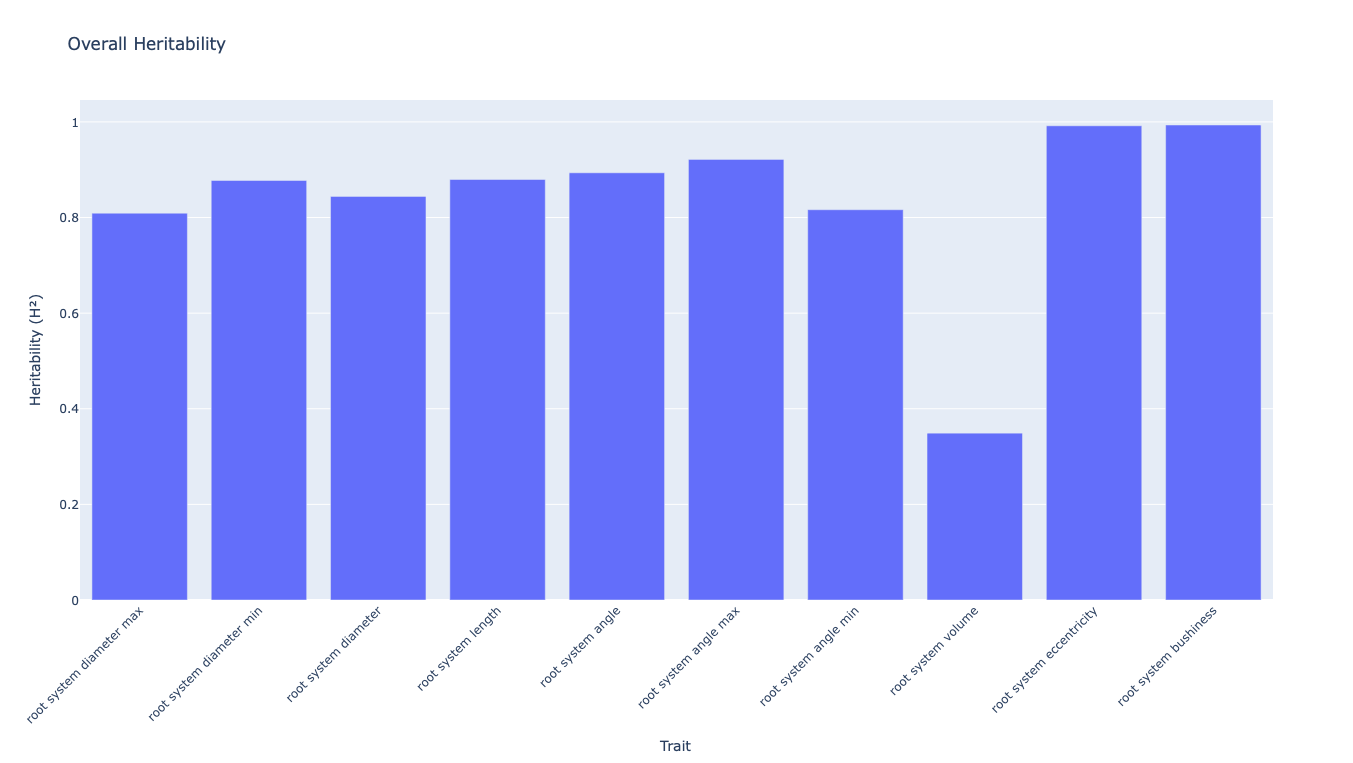 Overall Heritability
Heritability (H²)
1
0.8
0.6
0.4
0.2
0
root system diameter max
root system diameter min
root system diameter
root system length
root system angle
root system angle max
root system angle min
root system volume
root system eccentricity
root system bushiness
Trait